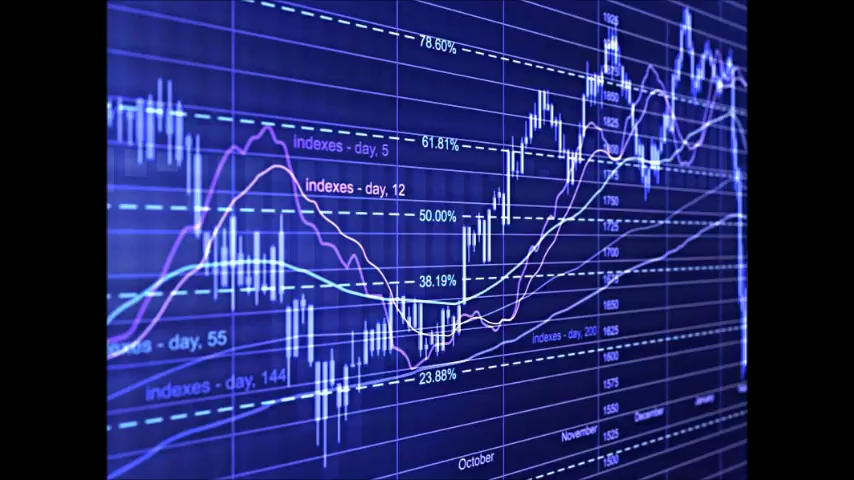 78.60%
indexes - day, 5
61.81%
indexes - day, 12
50.00%
38.19%
indexes - day, 55
indexes - day, 144
23.88%
indexes - day, 200
1925
1850
1825
1800
1775
1750
1725
1700
1675
1650
1625
1600
1575
1550
1525
1500
October
November
December
January